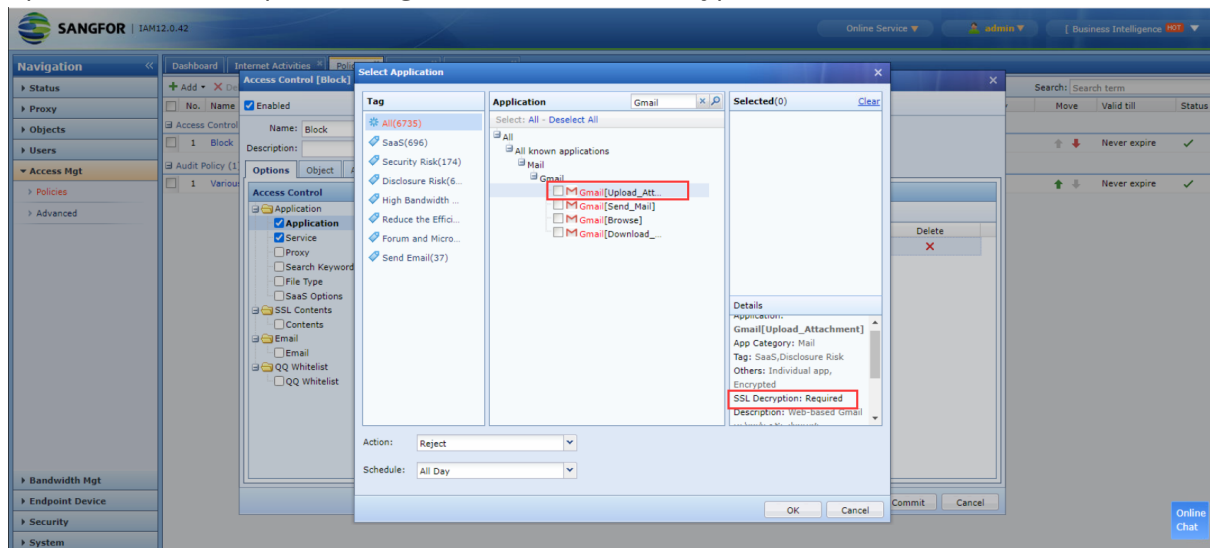 SANGFOR | IAM12.0.42
Online Service
admin
[ Business Intelligence HOT
Navigation
Status
Proxy
Objects
Users
Access Mgt
Policies
Advanced
Bandwidth Mgt
Endpoint Device
Security
System
Dashboard
Internet Activities
Add
Search: Search term
No. Name
Move Valid till Status
Access Control
1 Block
Never expire
Audit Policy (1
1 Various
Never expire
Access Control [Block]
Enabled
Name: Block
Description:
Options Object
Access Control
Application
Application
Service
Proxy
Search Keyword
File Type
SaaS Options
SSL Contents
Contents
Email
Email
QQ Whitelist
QQ Whitelist
Delete
Commit Cancel
Select Application
Tag
All(6735)
SaaS(696)
Security Risk(174)
Disclosure Risk(6...
High Bandwidth ...
Reduce the Effici...
Forum and Micro...
Send Email(37)
Application Gmail
Select: All - Deselect All
All
All known applications
Mail
Gmail
Gmail[Upload_Att...
Gmail[Send_Mail]
Gmail[Browse]
Gmail[Download_...
Selected(0) Clear
Details
Application:
Gmail[Upload_Attachment]
App Category: Mail
Tag: SaaS,Disclosure Risk
Others: Individual app,
Encrypted
SSL Decryption: Required
Description: Web-based Gmail
Action: Reject
Schedule: All Day
OK Cancel
Online
Chat